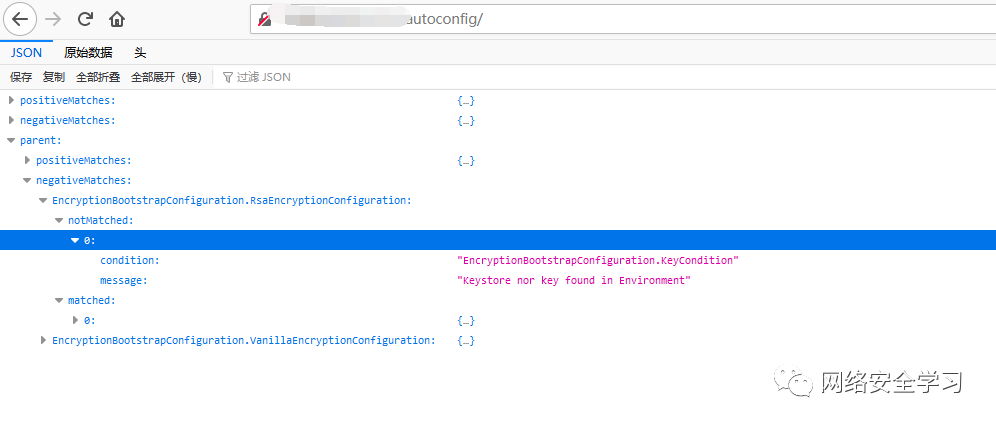 autoconfig/
JSON 原始数据 头
保存 复制 全部折叠 全部展开（慢） 过滤 JSON
positiveMatches: {…}
negativeMatches: {…}
parent:
positiveMatches: {…}
negativeMatches:
EncryptionBootstrapConfiguration.RsaEncryptionConfiguration:
notMatched:
0:
condition: "EncryptionBootstrapConfiguration.KeyCondition"
message: "Keystore nor key found in Environment"
matched:
0: {…}
EncryptionBootstrapConfiguration.VanillaEncryptionConfiguration: {…}
网络安全学习